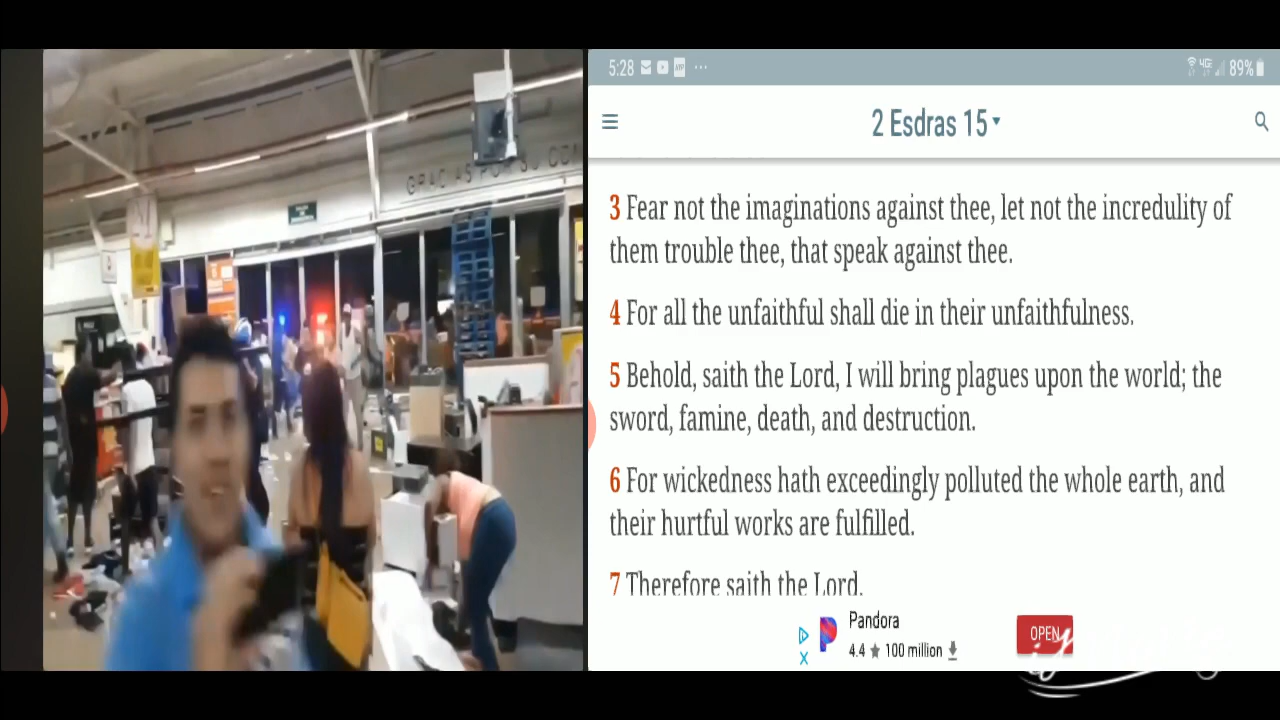 GRACIAS POR SU COM
5:28
89%
2 Esdras 15
3 Fear not the imaginations against thee, let not the incredulity of
them trouble thee, that speak against thee.
4 For all the unfaithful shall die in their unfaithfulness.
5 Behold, saith the Lord, I will bring plagues upon the world; the
sword, famine, death, and destruction.
6 For wickedness hath exceedingly polluted the whole earth, and
their hurtful works are fulfilled.
7 Therefore saith the Lord,
Pandora
4.4 ★ 100 million
OPEN